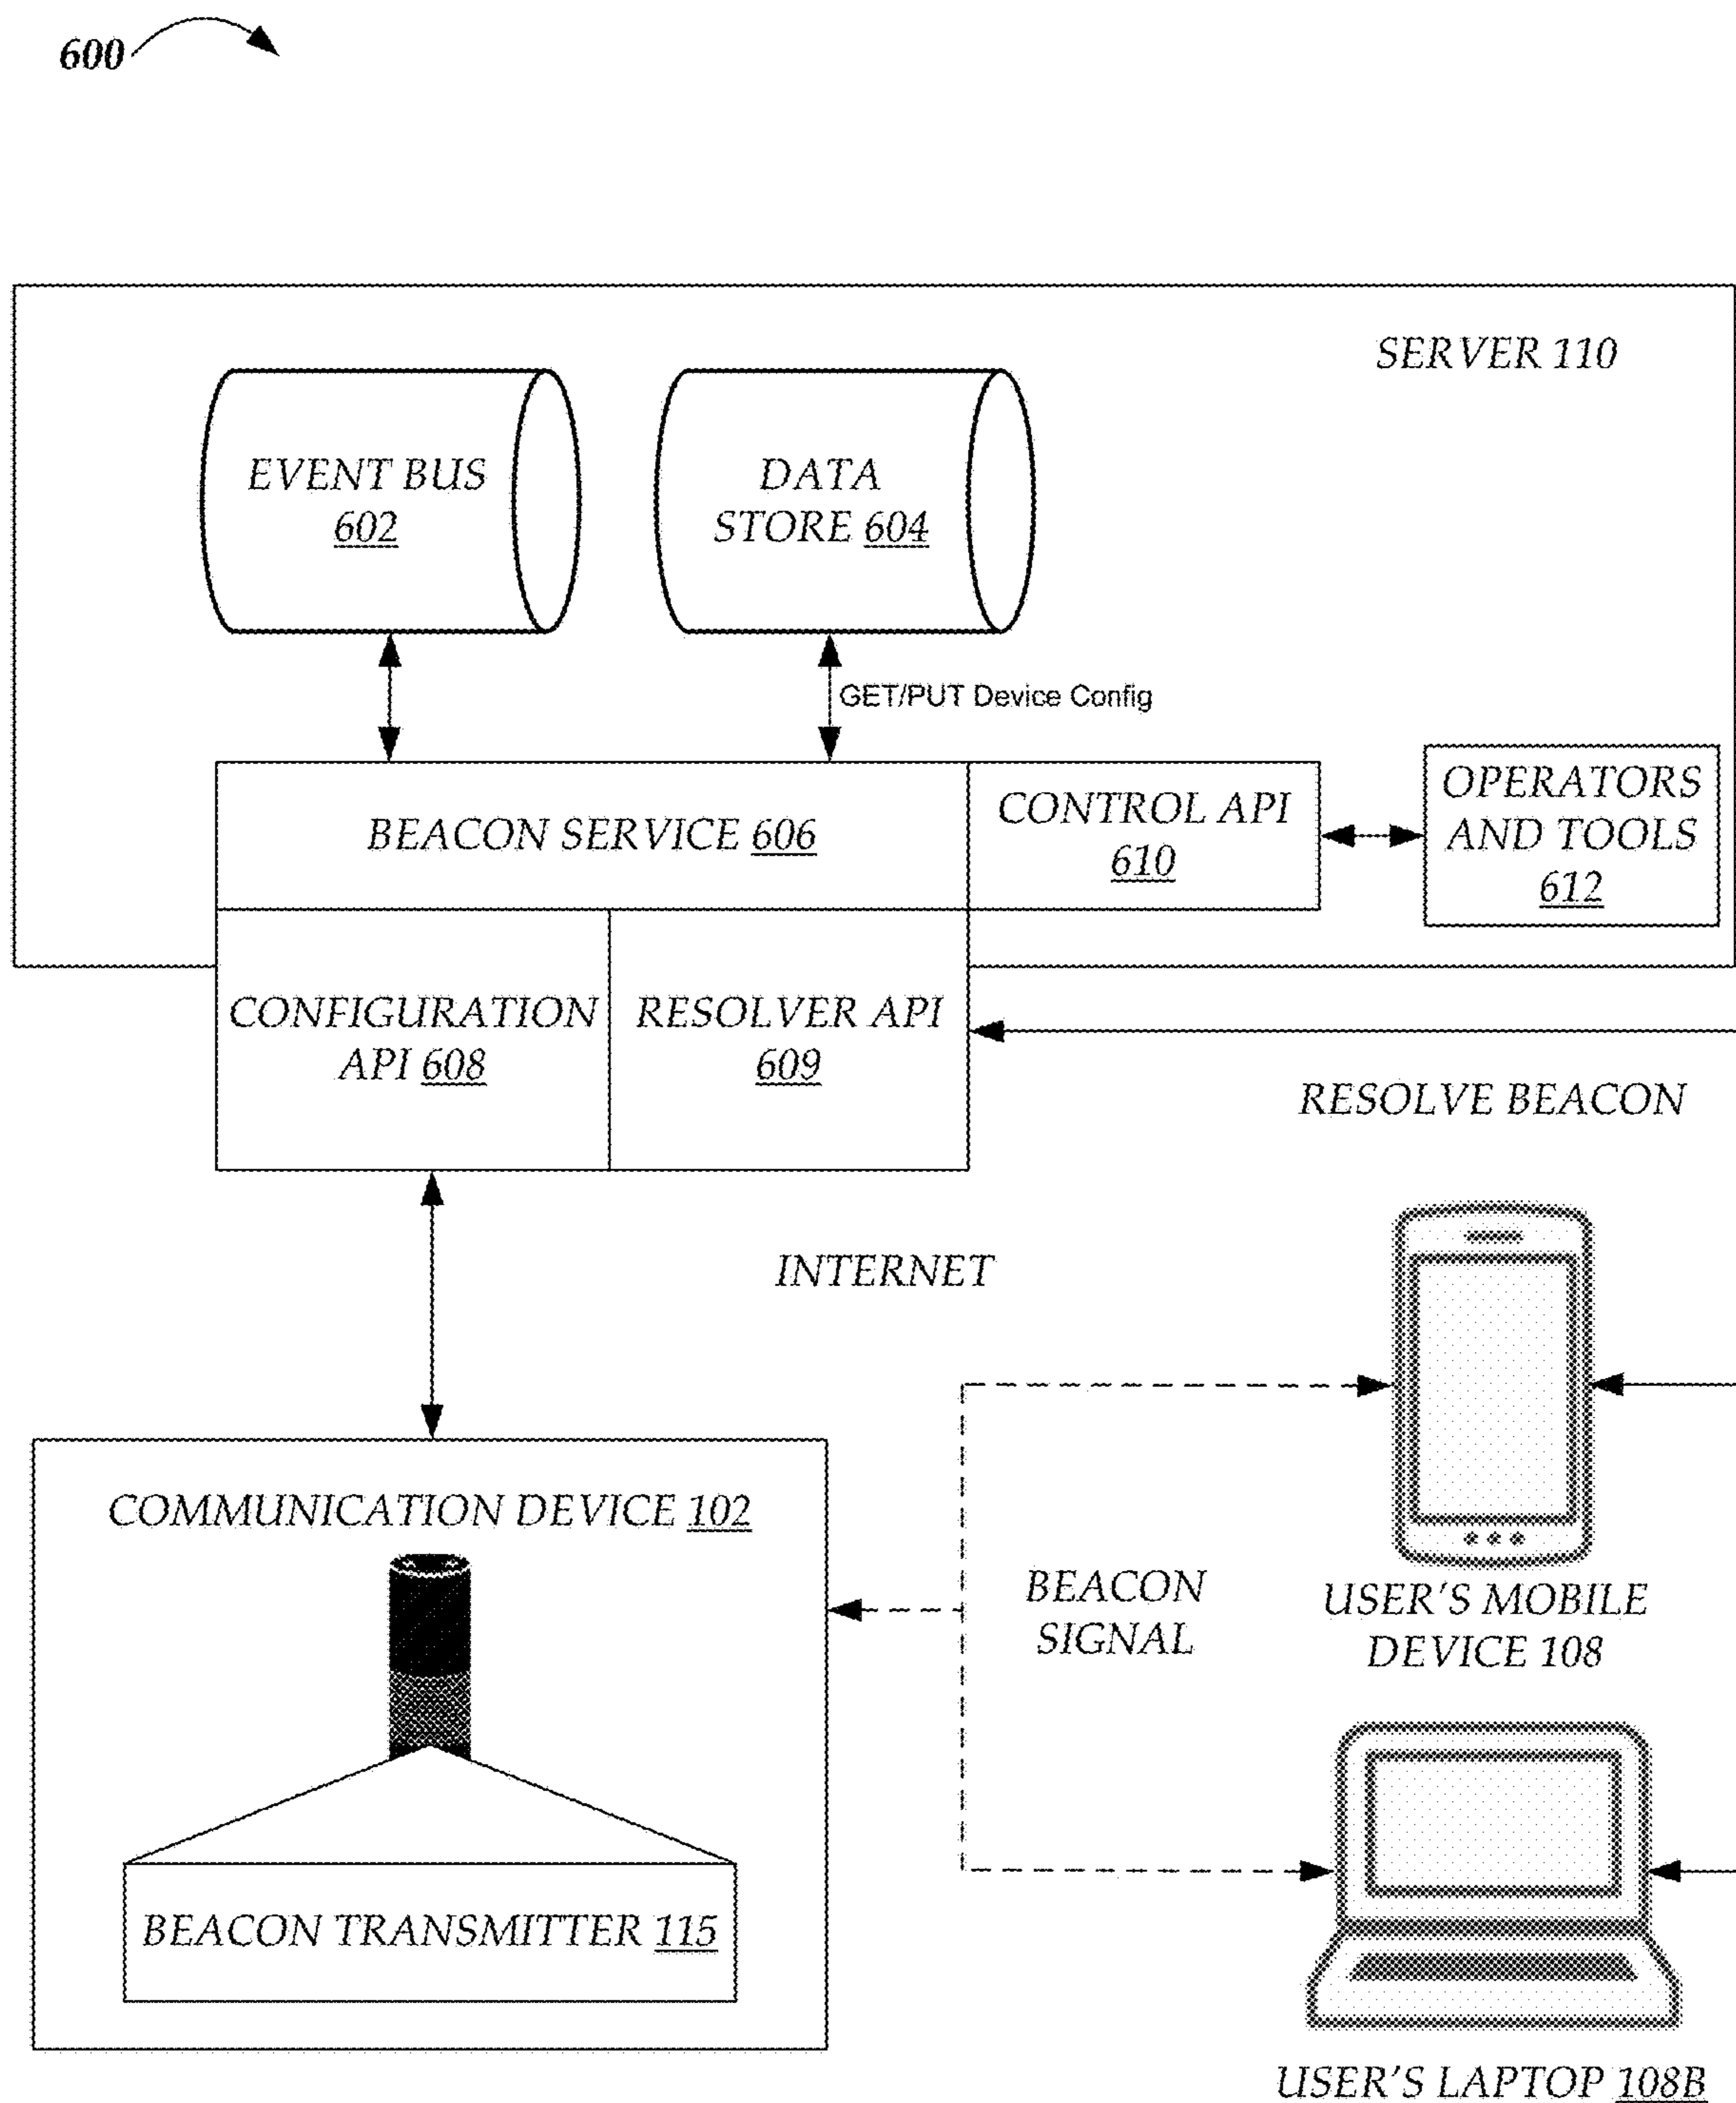 600
SERVER 110
EVENT BUS
602
DATA
STORE 604
GET/PUT Device Config
BEACON SERVICE 606
CONTROL API
610
OPERATORS
AND TOOLS
612
CONFIGURATION
API 608
RESOLVER API
609
RESOLVE BEACON
INTERNET
COMMUNICATION DEVICE 102
BEACON
SIGNAL
USER'S MOBILE
DEVICE 108
BEACON TRANSMITTER 115
USER'S LAPTOP 108B